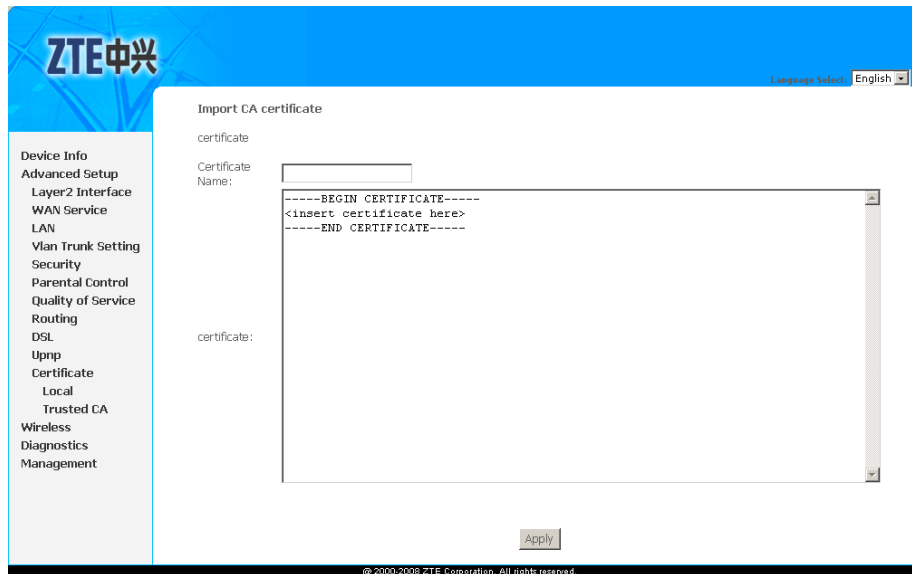 ZTE中兴
Language Select: English
Import CA certificate
certificate
Certificate
Name:
-----BEGIN CERTIFICATE-----
<insert certificate here>
-----END CERTIFICATE-----
certificate:
Apply
Device Info
Advanced Setup
Layer2 Interface
WAN Service
LAN
Vlan Trunk Setting
Security
Parental Control
Quality of Service
Routing
DSL
Upnp
Certificate
Local
Trusted CA
Wireless
Diagnostics
Management
@ 2000-2008 ZTE Corporation. All rights reserved.